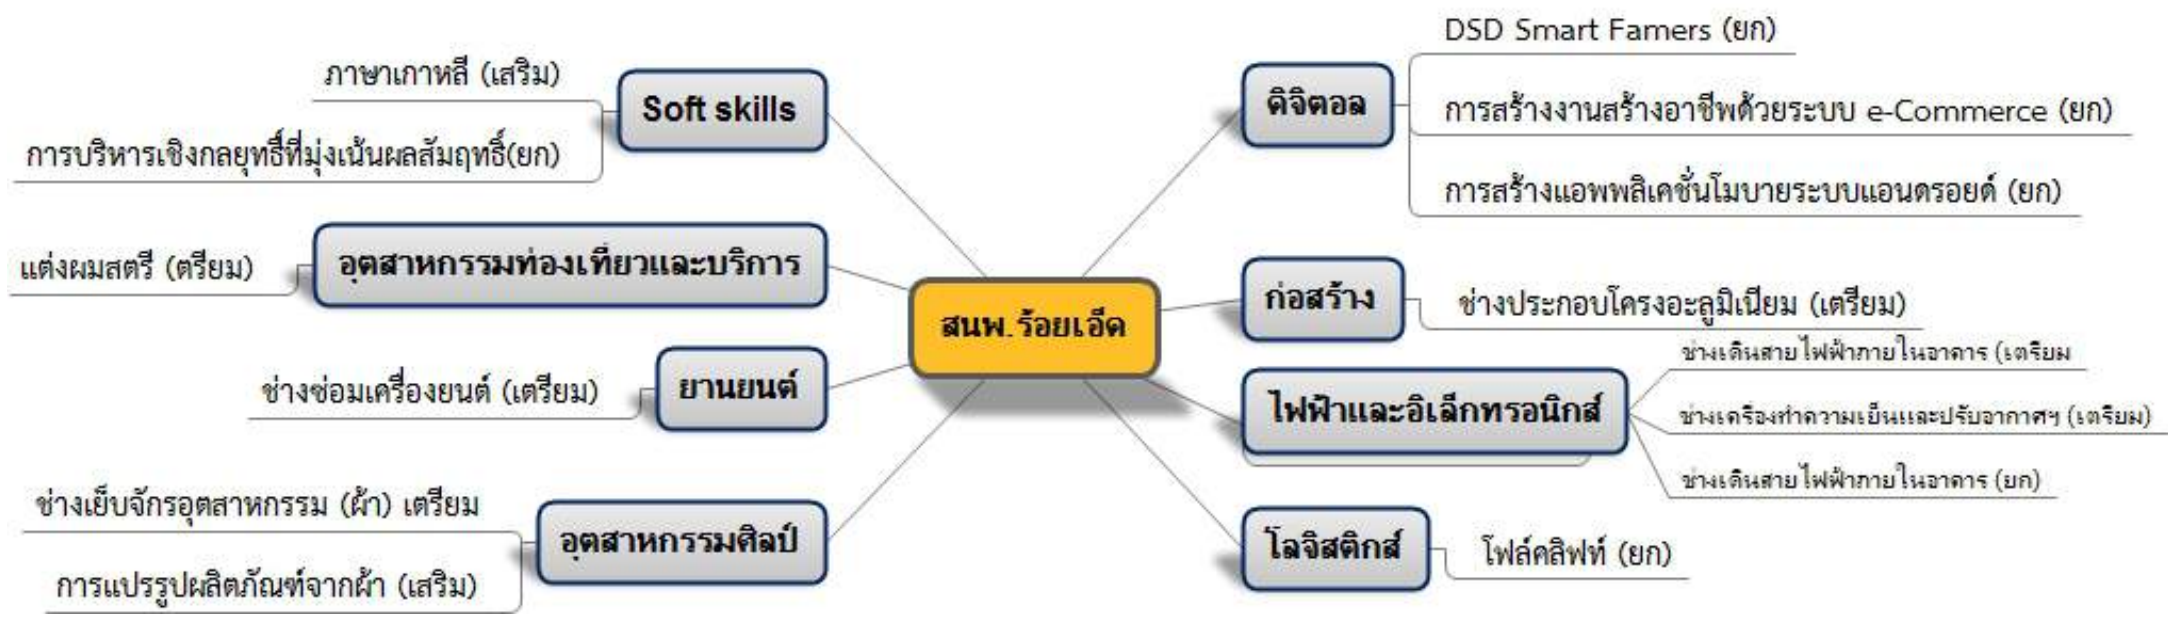 ภาษาเกาหลี (เสริม)
Soft skills
การบริหารเชิงกลยุทธิ์ที่มุ่งเน้นผลสัมฤทธิ์(ยก)
แต่งผมสตรี (ตรียม)
อุตสาหกรรมท่องเที่ยวและบริการ
ช่างซ่อมเครื่องยนต์ (เตรียม)
ยานยนต์
ช่างเย็บจักรอุตสาหกรรม (ผ้า) เตรียม
อุตสาหกรรมศิลป์
การแปรรูปผลิตภัณฑ์จากผ้า (เสริม)
สนพ.ร้อยเอ็ด
ดิจิตอล
DSD Smart Famers (ยก)
การสร้างงานสร้างอาชีพด้วยระบบ e-Commerce (ยก)
การสร้างแอพพลิเคชั่นโมบายระบบแอนดรอยด์ (ยก)
ก่อสร้าง
ช่างประกอบโครงอะลูมิเนียม (เตรียม)
ไฟฟ้าและอิเล็กทรอนิกส์
ช่างเดินสายไฟฟ้าภายในอาคาร (เตรียม
ช่างเครื่องทำความเย็นและปรับอากาศฯ (เตรียม)
ช่างเดินสายไฟฟ้าภายในอาคาร (ยก)
โลจิสติกส์
โฟล์คลิฟท์ (ยก)